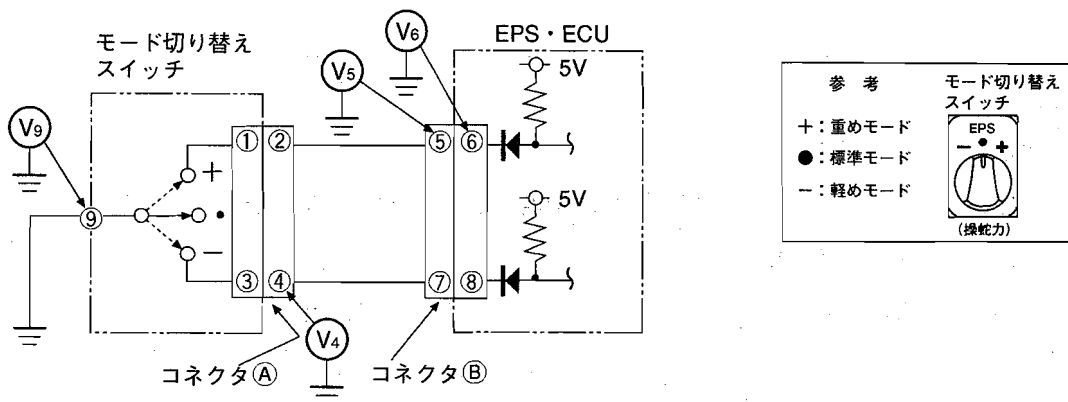 モード切り替え
スイッチ
V9
①
②
+
•
−
⑨
③
④
V4
コネクタⒶ
V5
V6
EPS・ECU
5V
⑤
⑥
5V
⑦
⑧
コネクタⒷ
参 考
+：重めモード
●：標準モード
−：軽めモード
モード切り替え
スイッチ
EPS
− ● +
(操舵力)